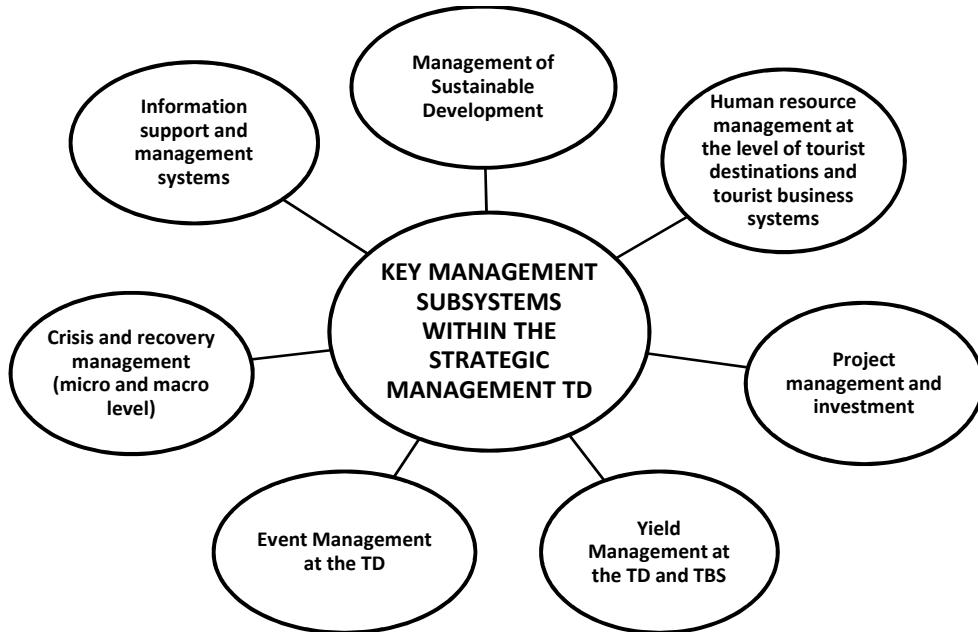 Management of
Sustainable
Development
Information
support and
management
systems
Human resource
management at
the level of tourist
destinations and
tourist business
systems
KEY MANAGEMENT
SUBSYSTEMS
WITHIN THE
STRATEGIC
MANAGEMENT TD
Crisis and recovery
management
(micro and macro
level)
Project
management and
investment
Event Management
at the TD
Yield
Management at
the TD and TBS